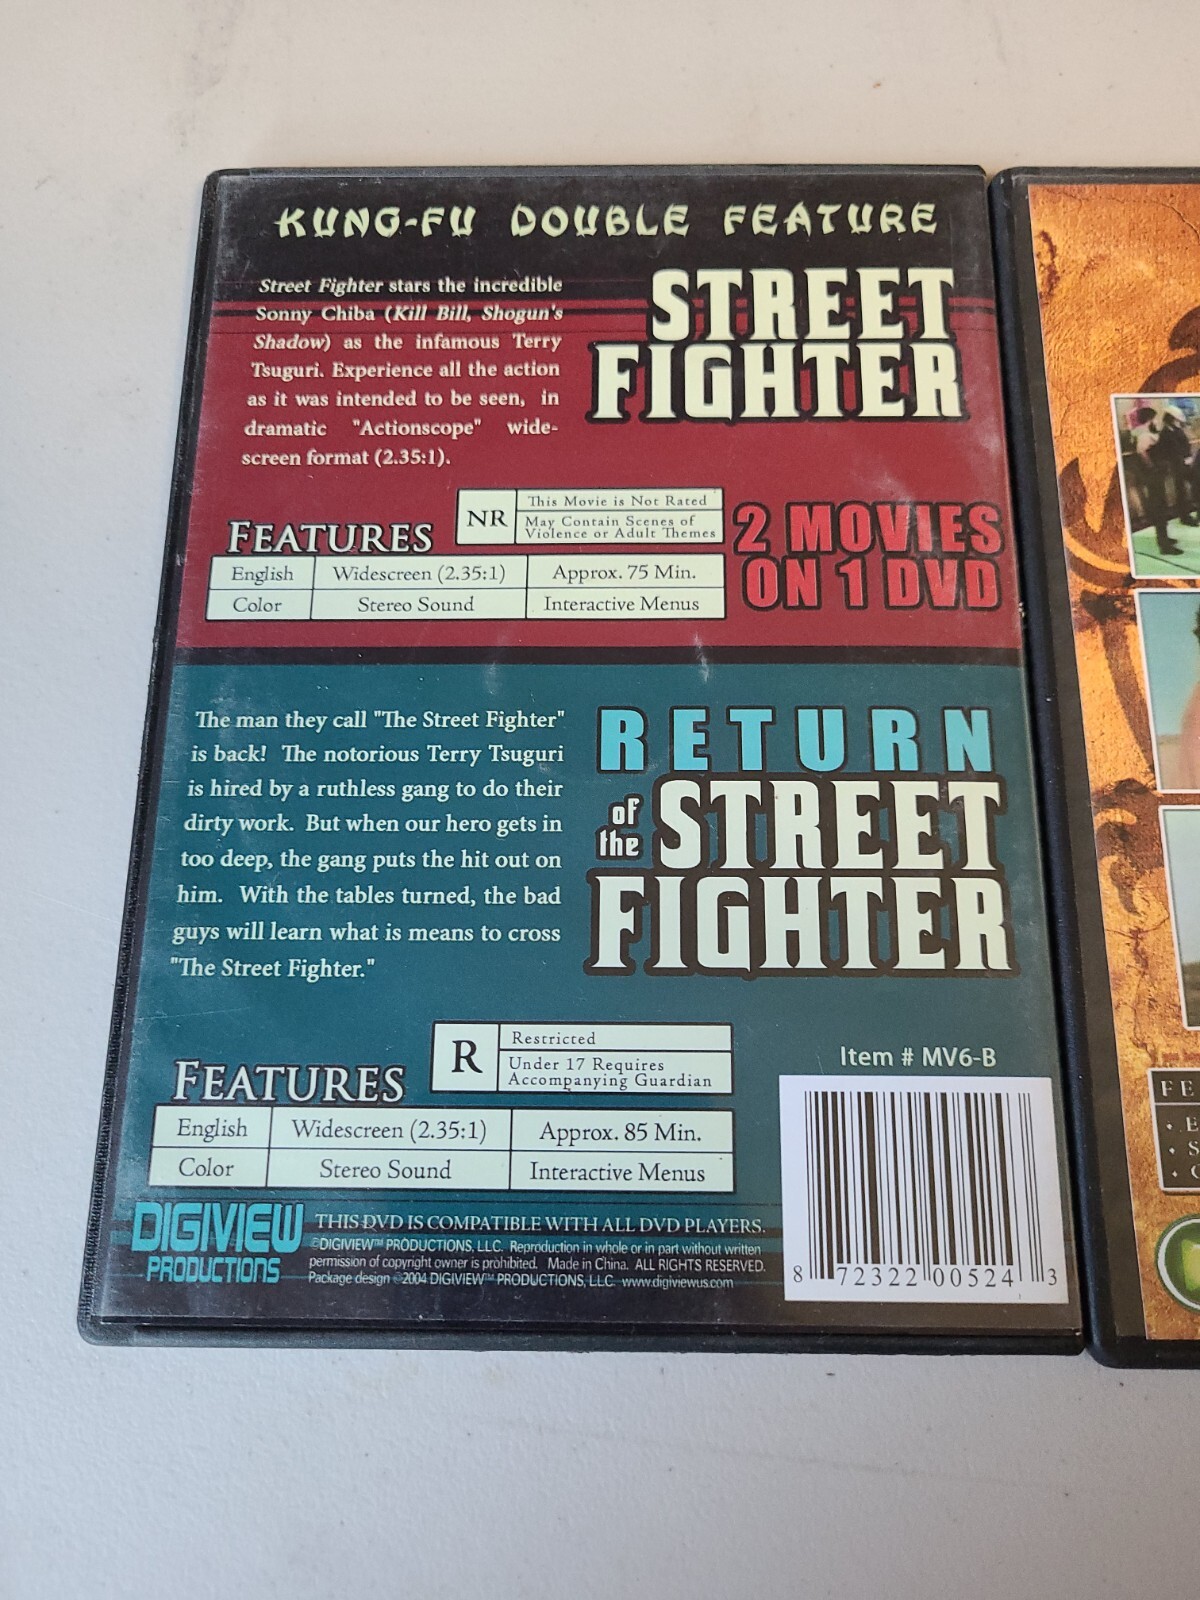 KUNG-FU DOUBLE FEATURE
Street Fighter stars the incredible
Sonny Chiba (Kill Bill, Shogun's
Shadow) as the infamous Terry
Tsuguri. Experience all the action
as it was intended to be seen, in
dramatic "Actionscope" wide-
screen format (2.35:1).
STREET
FIGHTER
FEATURES
NR
This Movie is Not Rated
May Contain Scenes of
Violence or Adult Themes
English Widescreen (2.35:1) Approx. 75 Min.
Color Stereo Sound Interactive Menus
2 MOVIES
ON 1 DVD
The man they call "The Street Fighter"
is back! The notorious Terry Tsuguri
is hired by a ruthless gang to do their
dirty work. But when our hero gets in
too deep, the gang puts the hit out on
him. With the tables turned, the bad
guys will learn what is means to cross
"The Street Fighter."
RETURN
of the STREET
FIGHTER
FEATURES
R
Restricted
Under 17 Requires
Accompanying Guardian
English Widescreen (2.35:1) Approx. 85 Min.
Color Stereo Sound Interactive Menus
Item # MV6-B
8 72322 00524 3
DIGIVIEW
PRODUCTIONS
THIS DVD IS COMPATIBLE WITH ALL DVD PLAYERS.
©DIGIVIEW™ PRODUCTIONS, LLC. Reproduction in whole or in part without written
permission of copyright owner is prohibited. Made in China. ALL RIGHTS RESERVED.
Package design ©2004 DIGIVIEW™ PRODUCTIONS, LLC. www.digiviewus.com
FE
• E
• S